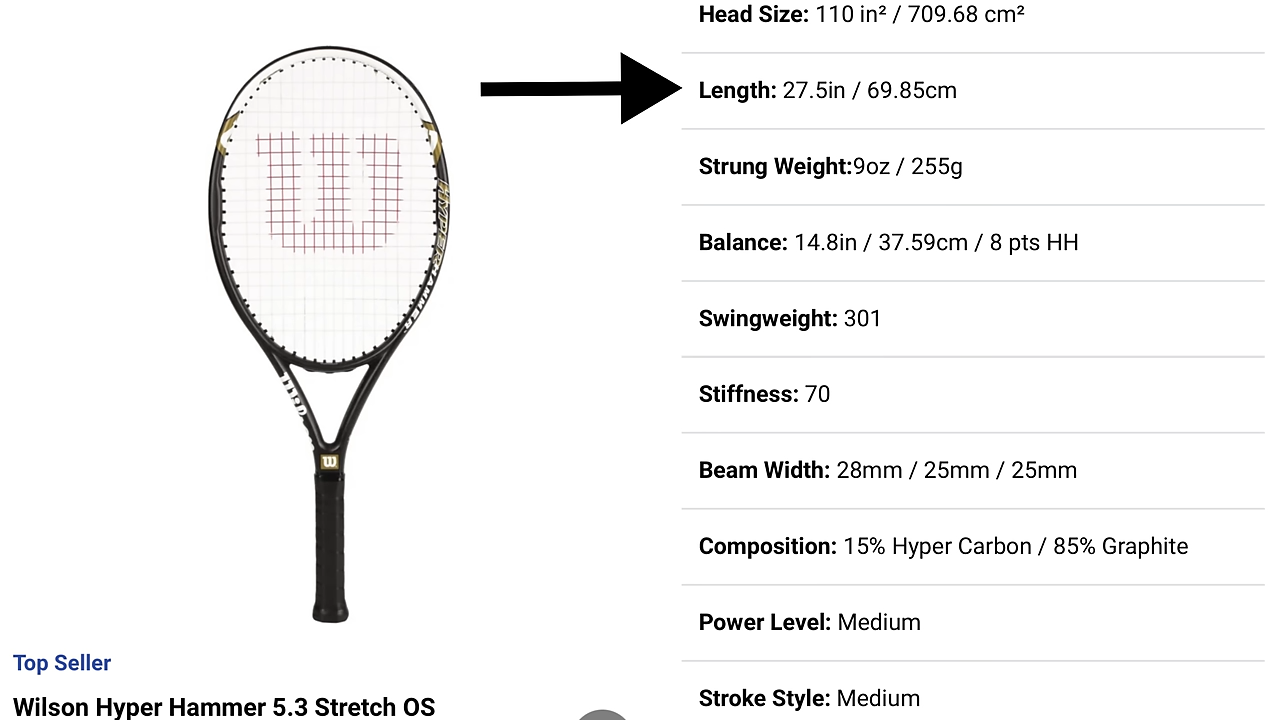 Head Size: 110 in² / 709.68 cm²
Length: 27.5in / 69.85cm
Strung Weight:9oz / 255g
Balance: 14.8in / 37.59cm / 8 pts HH
Swingweight: 301
Stiffness: 70
Beam Width: 28mm / 25mm / 25mm
Composition: 15% Hyper Carbon / 85% Graphite
Power Level: Medium
Stroke Style: Medium
W
HYPER HAMMER
W
Top Seller
Wilson Hyper Hammer 5.3 Stretch OS